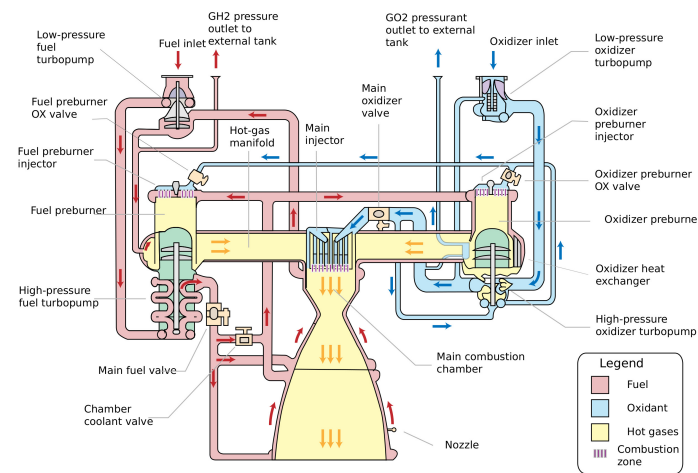 GH2 pressure
outlet to
external tank
GO2 pressurant
outlet to external
tank
Low-pressure
fuel
turbopump
Fuel inlet
Oxidizer inlet
Low-pressure
oxidizer
turbopump
Main
oxidizer
valve
Fuel preburner
OX valve
Hot-gas
manifold
Main
injector
Oxidizer
preburner
injector
Fuel preburner
injector
Oxidizer preburner
OX valve
Fuel preburner
Oxidizer preburne
Oxidizer heat
exchanger
High-pressure
fuel turbopump
High-pressure
oxidizer turbopump
Main fuel valve
Main combustion
chamber
Chamber
coolant valve
Nozzle
Legend
Fuel
Oxidant
Hot gases
Combustion
zone